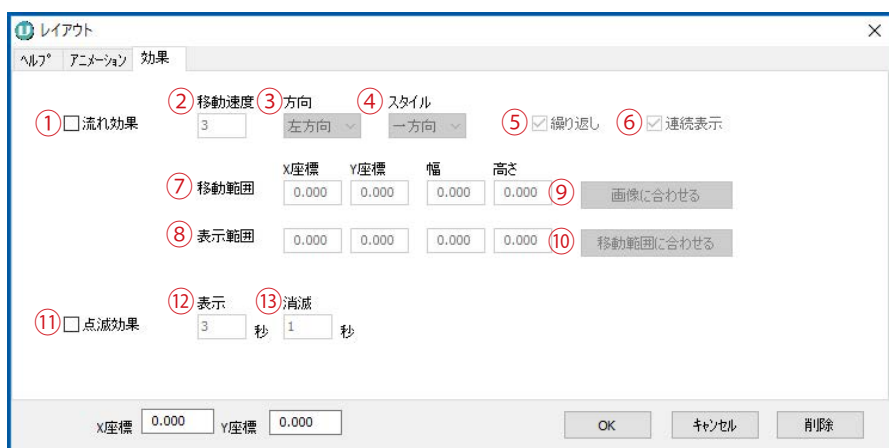 レイアウト
ヘルプ アニメーション 効果
② 移動速度 ③ 方向 ④ スタイル
① 流れ効果 3 左方向 一方向 ⑤ 繰り返し ⑥ 連続表示
X座標 Y座標 幅 高さ
⑦ 移動範囲 0.000 0.000 0.000 0.000 ⑨ 画像に合わせる
⑧ 表示範囲 0.000 0.000 0.000 0.000 ⑩ 移動範囲に合わせる
⑫ 表示 ⑬ 消滅
⑪ 点滅効果 3 秒 1 秒
X座標 0.000 Y座標 0.000 OK キャンセル 削除